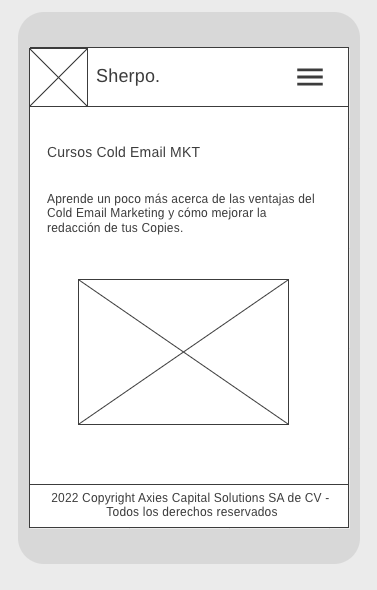 Sherpo.
Cursos Cold Email MKT
Aprende un poco más acerca de las ventajas del
Cold Email Marketing y cómo mejorar la
redacción de tus Copies.
2022 Copyright Axies Capital Solutions SA de CV -
Todos los derechos reservados